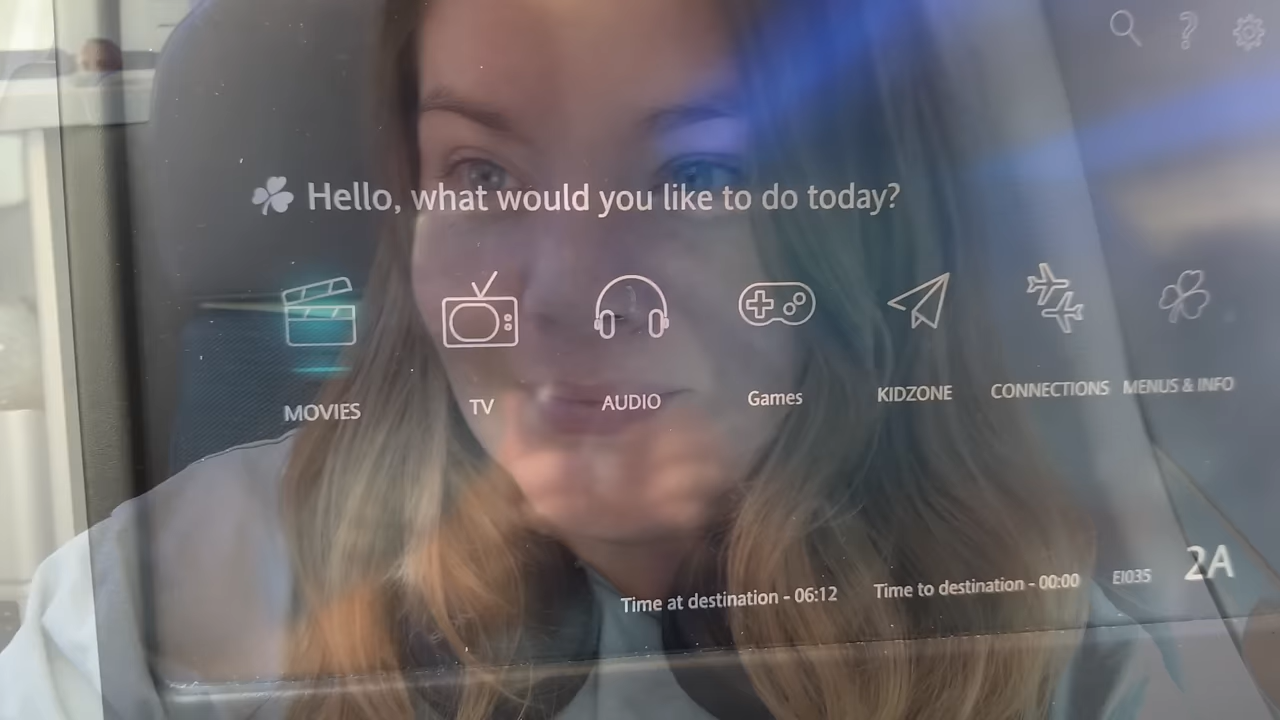 Hello, what would you like to do today?
MOVIES
TV
AUDIO
Games
KIDZONE
CONNECTIONS
MENUS & INFO
Time at destination - 06:12
Time to destination - 00:00
EI035
2A